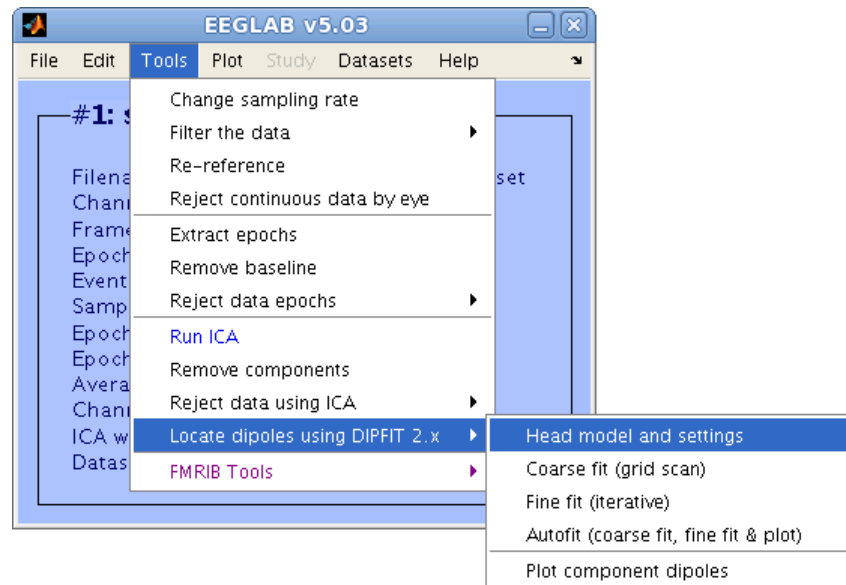 EEGLAB v5.03
File Edit Tools Plot Study Datasets Help
#1: s
Change sampling rate
Filter the data
Re-reference
Reject continuous data by eye
Extract epochs
Remove baseline
Reject data epochs
Run ICA
Remove components
Reject data using ICA
Locate dipoles using DIPFIT 2.x
FMRIB Tools
Filena
set
Chann
Frame
Epoch
Event
Samp
Epoch
Epoch
Avera
Chann
ICA w
Datas
Head model and settings
Coarse fit (grid scan)
Fine fit (iterative)
Autofit (coarse fit, fine fit & plot)
Plot component dipoles